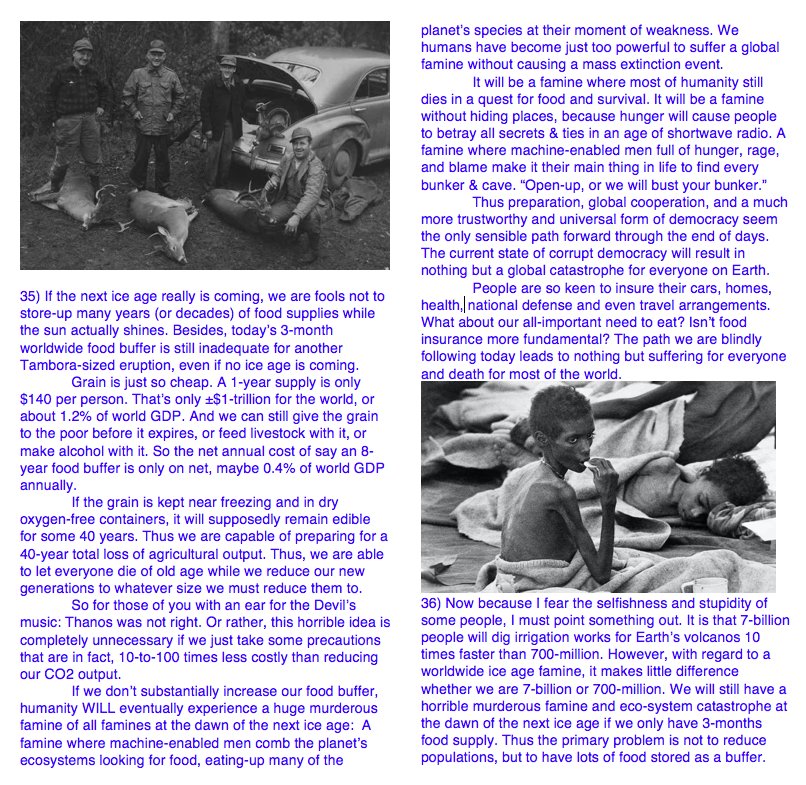 35) If the next ice age really is coming, we are fools not to
store-up many years (or decades) of food supplies while
the sun actually shines. Besides, today's 3-month
worldwide food buffer is still inadequate for another
Tambora-sized eruption, even if no ice age is coming.
Grain is just so cheap. A 1-year supply is only
$140 per person. That's only ±$1-trillion for the world, or
about 1.2% of world GDP. And we can still give the grain
to the poor before it expires, or feed livestock with it, or
make alcohol with it. So the net annual cost of say an 8-
year food buffer is only on net, maybe 0.4% of world GDP
annually.
If the grain is kept near freezing and in dry
oxygen-free containers, it will supposedly remain edible
for some 40 years. Thus we are capable of preparing for a
40-year total loss of agricultural output. Thus, we are able
to let everyone die of old age while we reduce our new
generations to whatever size we must reduce them to.
So for those of you with an ear for the Devil's
music: Thanos was not right. Or rather, this horrible idea is
completely unnecessary if we just take some precautions
that are in fact, 10-to-100 times less costly than reducing
our CO2 output.
If we don't substantially increase our food buffer,
humanity WILL eventually experience a huge murderous
famine of all famines at the dawn of the next ice age:  A
famine where machine-enabled men comb the planet's
ecosystems looking for food, eating-up many of the
planet's species at their moment of weakness. We
humans have become just too powerful to suffer a global
famine without causing a mass extinction event.
It will be a famine where most of humanity still
dies in a quest for food and survival. It will be a famine
without hiding places, because hunger will cause people
to betray all secrets & ties in an age of shortwave radio. A
famine where machine-enabled men full of hunger, rage,
and blame make it their main thing in life to find every
bunker & cave. "Open-up, or we will bust your bunker."
Thus preparation, global cooperation, and a much
more trustworthy and universal form of democracy seem
the only sensible path forward through the end of days.
The current state of corrupt democracy will result in
nothing but a global catastrophe for everyone on Earth.
People are so keen to insure their cars, homes,
health, national defense and even travel arrangements.
What about our all-important need to eat? Isn't food
insurance more fundamental? The path we are blindly
following today leads to nothing but suffering for everyone
and death for most of the world.
36) Now because I fear the selfishness and stupidity of
some people, I must point something out. It is that 7-billion
people will dig irrigation works for Earth's volcanos 10
times faster than 700-million. However, with regard to a
worldwide ice age famine, it makes little difference
whether we are 7-billion or 700-million. We will still have a
horrible murderous famine and eco-system catastrophe at
the dawn of the next ice age if we only have 3-months
food supply. Thus the primary problem is not to reduce
populations, but to have lots of food stored as a buffer.